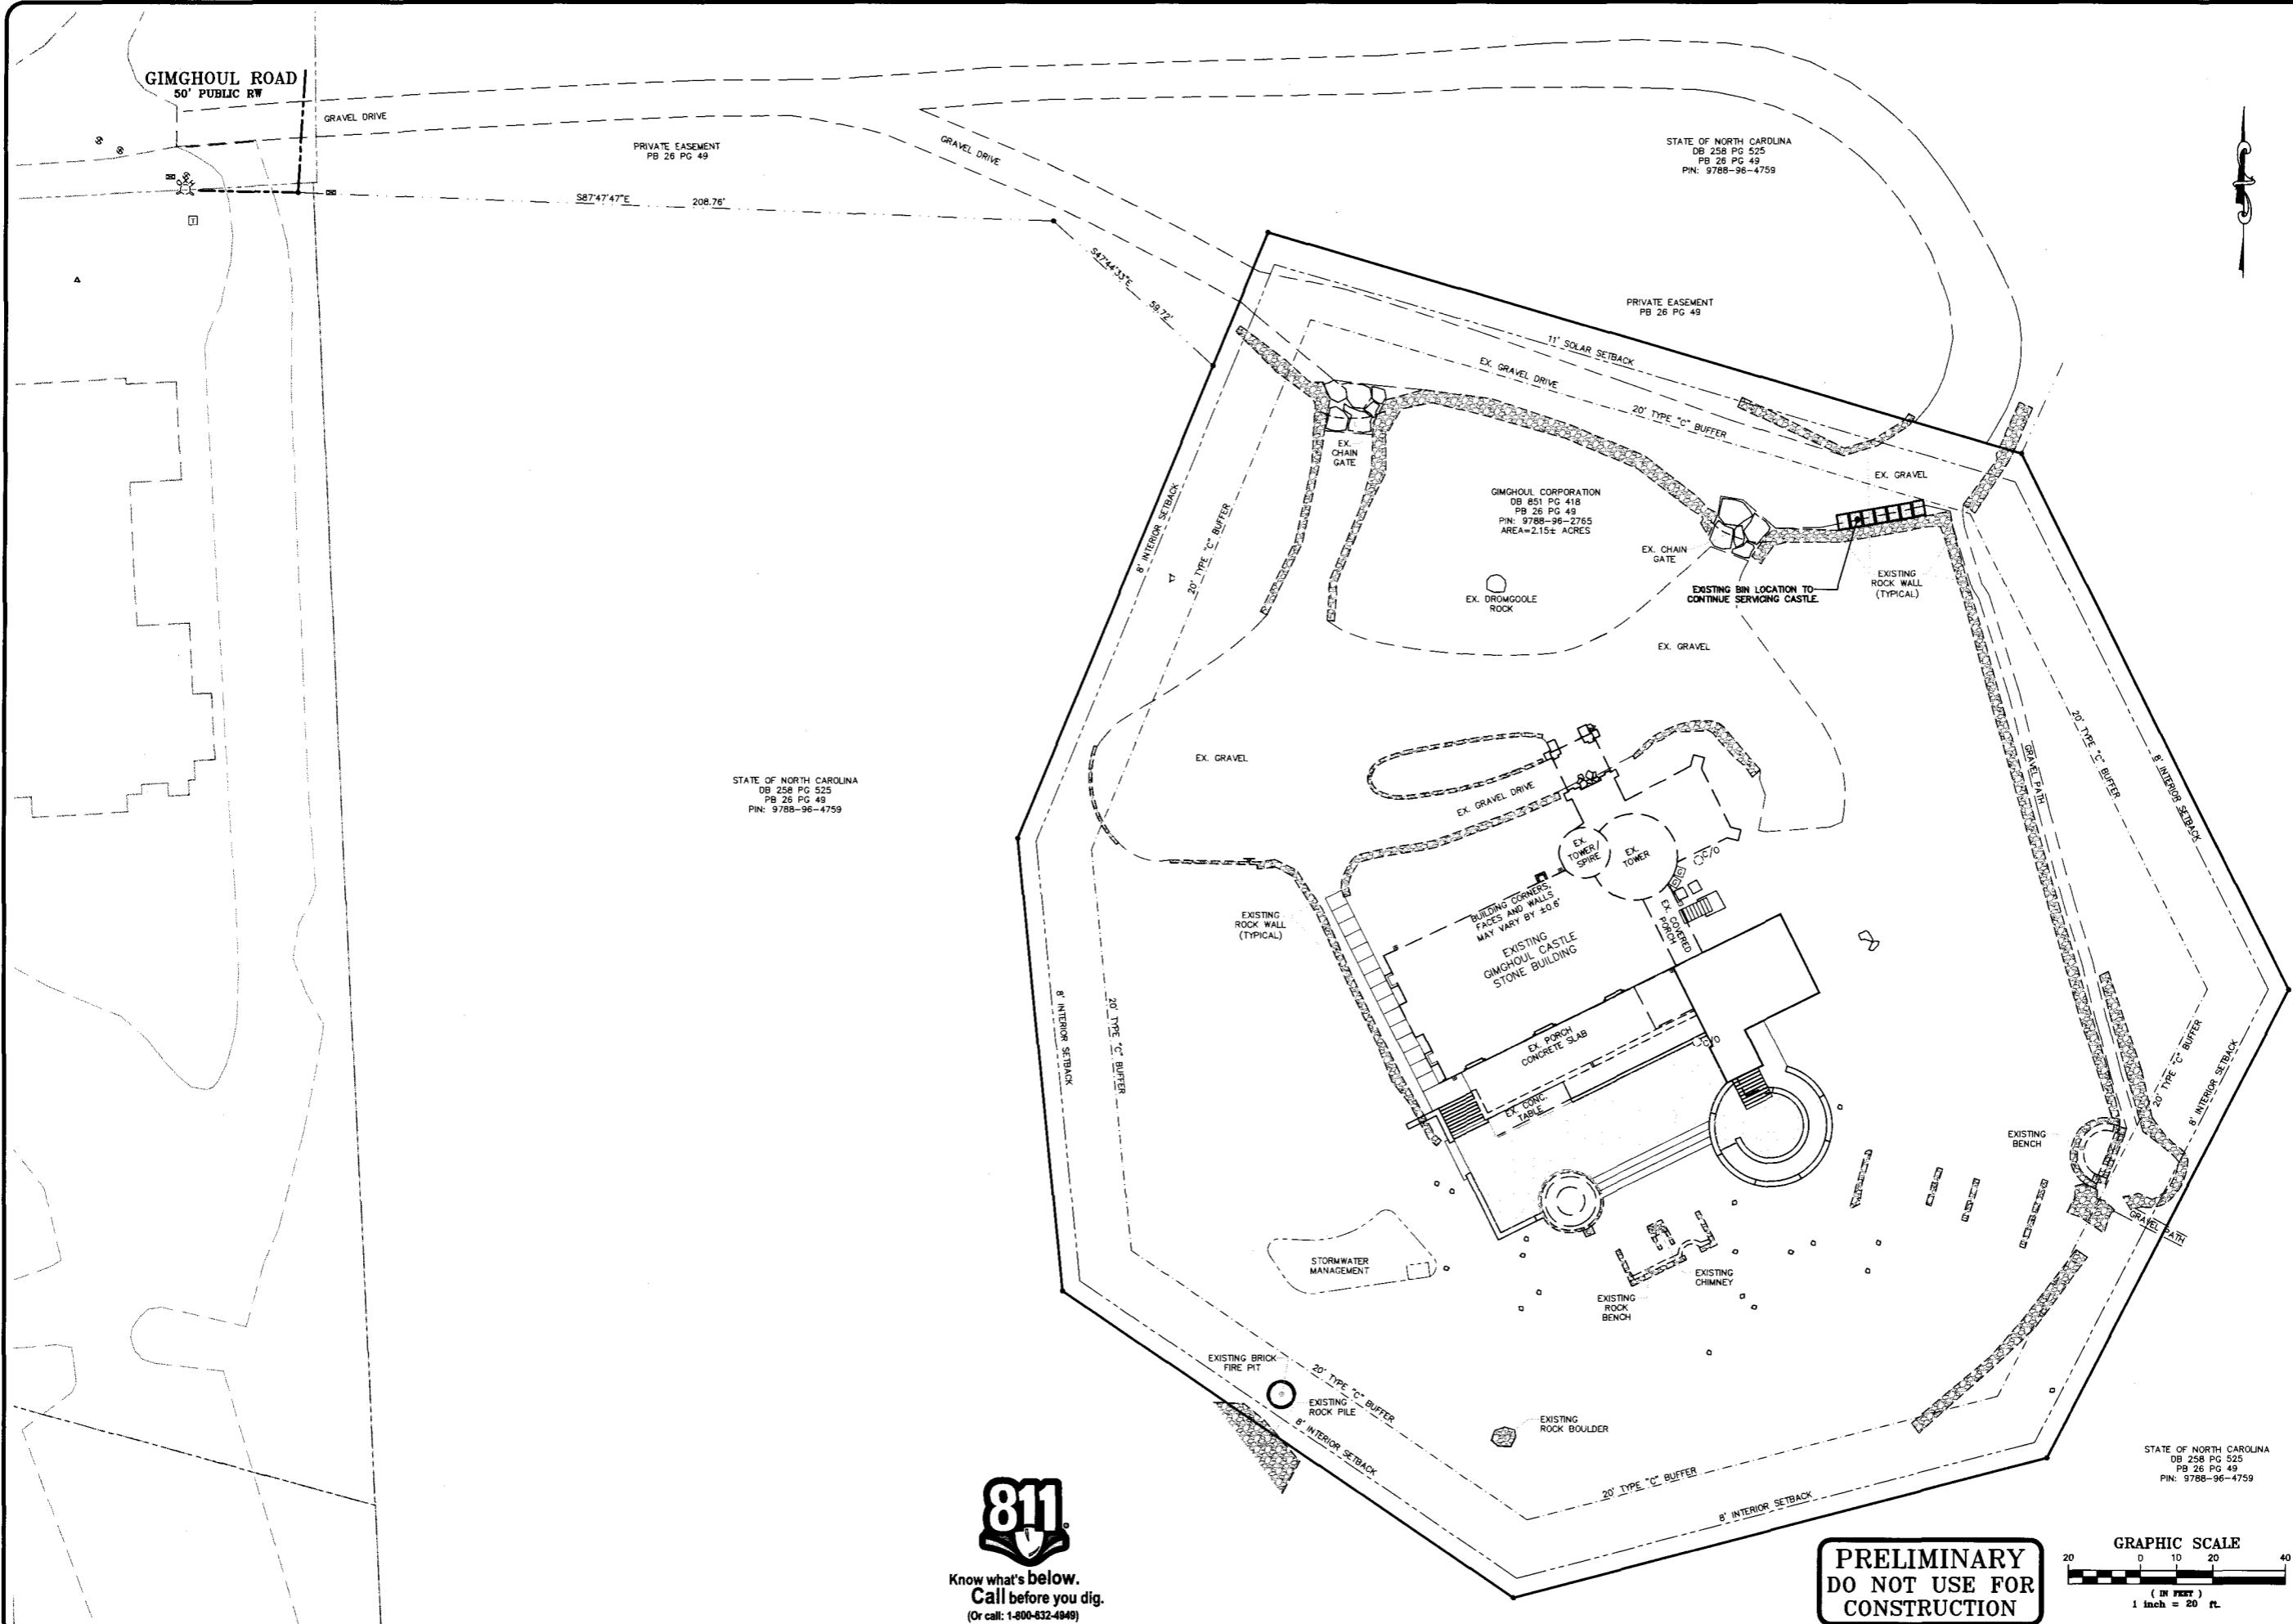 GIMGHOUL ROAD
50' PUBLIC RW
GRAVEL DRIVE
PRIVATE EASEMENT
PB 26 PG 49
GRAVEL DRIVE
STATE OF NORTH CAROLINA
DB 258 PG 525
PB 26 PG 49
PIN: 9788-96-4759
T
S87°47'47"E 208.76'
S47°44'33"E 59.72'
PRIVATE EASEMENT
PB 26 PG 49
11' SOLAR SETBACK
EX. GRAVEL DRIVE
20' TYPE "C" BUFFER
EX.
CHAIN
GATE
EX. GRAVEL
8' INTERIOR SETBACK
20' TYPE "C" BUFFER
GIMGHOUL CORPORATION
DB 851 PG 418
PB 26 PG 49
PIN: 9788-96-2765
AREA=2.15± ACRES
EX. CHAIN
GATE
EXISTING BIN LOCATION TO
CONTINUE SERVICING CASTLE.
EXISTING
ROCK WALL
(TYPICAL)
EX. DROMGOOLE
ROCK
EX. GRAVEL
EX. GRAVEL
GRAVEL PATH
20' TYPE "C" BUFFER
8' INTERIOR SETBACK
STATE OF NORTH CAROLINA
DB 258 PG 525
PB 26 PG 49
PIN: 9788-96-4759
EX. GRAVEL DRIVE
EX.
TOWER/
SPIRE
EX.
TOWER
C/O
BUILDING CORNERS,
FACES AND WALLS
MAY VARY BY ±0.6'
EX. COVERED
PORCH
EXISTING
ROCK WALL
(TYPICAL)
EXISTING
GIMGHOUL CASTLE
STONE BUILDING
8' INTERIOR SETBACK
20' TYPE "C" BUFFER
EX. PORCH
CONCRETE SLAB
C/O
EX. CONC.
TABLE
20' TYPE "C" BUFFER
8' INTERIOR SETBACK
EXISTING
BENCH
GRAVEL PATH
STORMWATER
MANAGEMENT
EXISTING
CHIMNEY
EXISTING
ROCK
BENCH
EXISTING BRICK
FIRE PIT
20' TYPE "C" BUFFER
EXISTING
ROCK PILE
8' INTERIOR SETBACK
EXISTING
ROCK BOULDER
20' TYPE "C" BUFFER
8' INTERIOR SETBACK
STATE OF NORTH CAROLINA
DB 258 PG 525
PB 26 PG 49
PIN: 9788-96-4759
811
Know what's below.
Call before you dig.
(Or call: 1-800-632-4949)
PRELIMINARY
DO NOT USE FOR
CONSTRUCTION
GRAPHIC SCALE
20 0 10 20 40
( IN FEET )
1 inch = 20 ft.